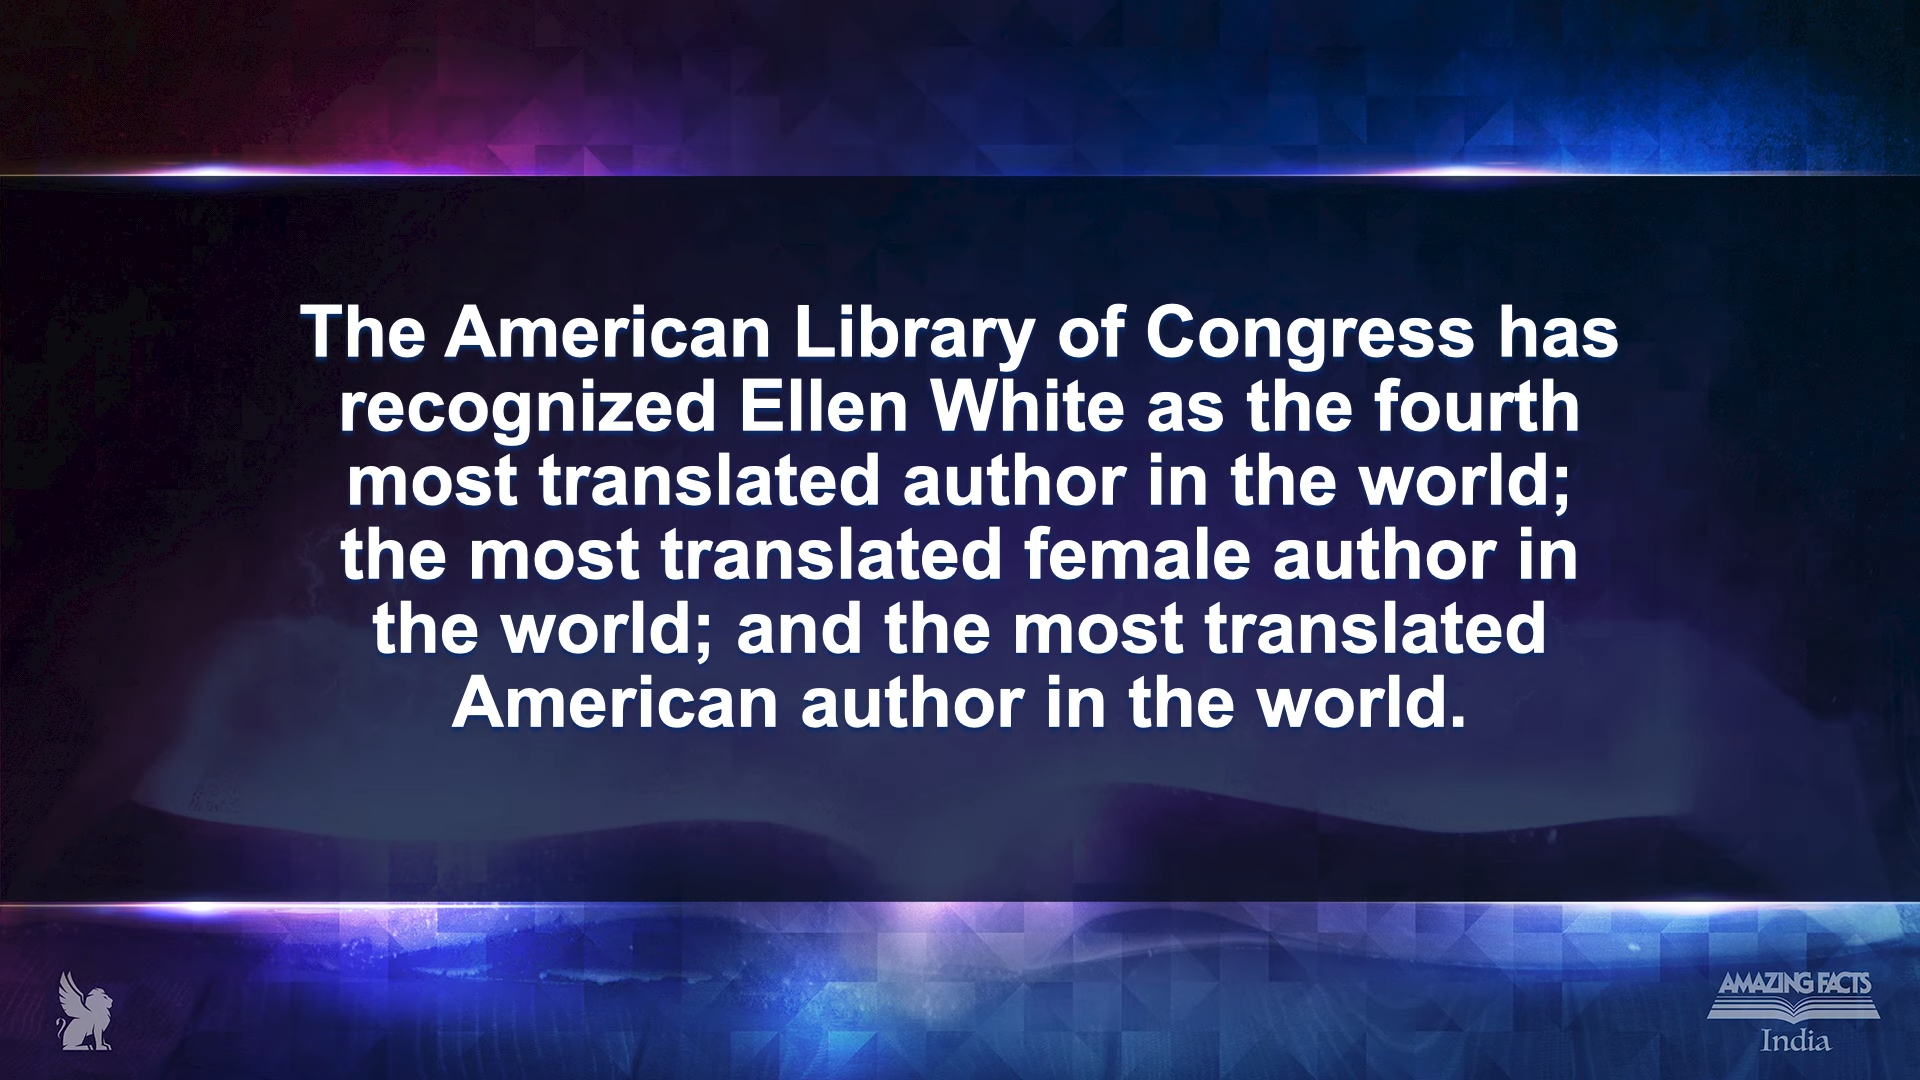 The American Library of Congress has
recognized Ellen White as the fourth
most translated author in the world;
the most translated female author in
the world; and the most translated
American author in the world.
AMAZING FACTS
India